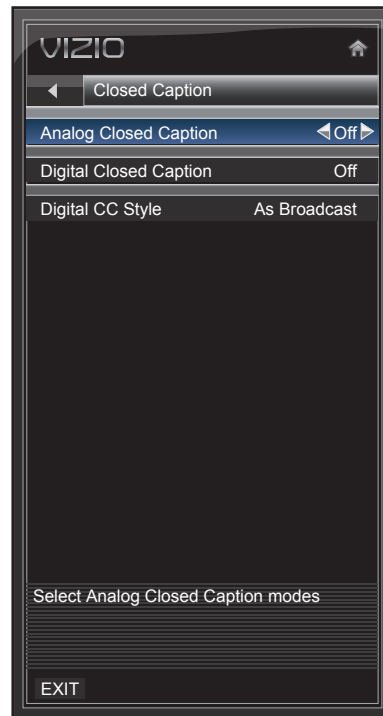 VIZIO
Closed Caption
Analog Closed Caption Off
Digital Closed Caption Off
Digital CC Style As Broadcast
Select Analog Closed Caption modes
EXIT